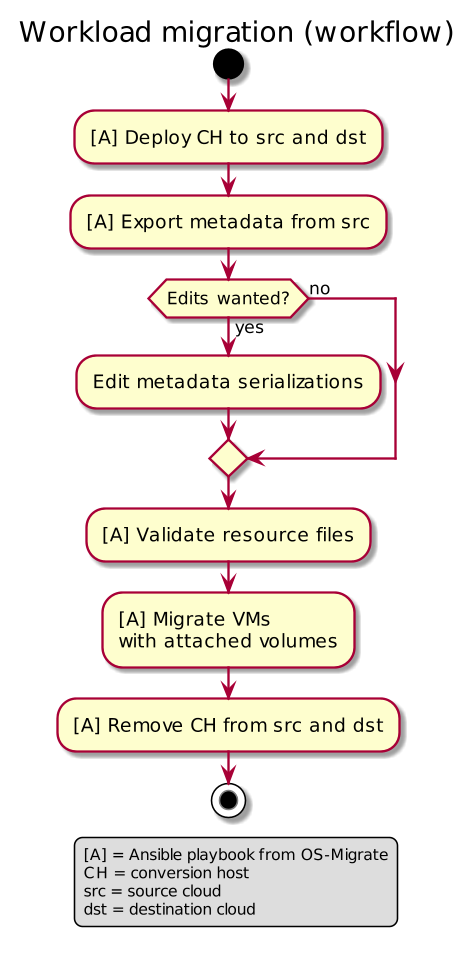 Workload migration (workflow)
[A] Deploy CH to src and dst
[A] Export metadata from src
Edits wanted?
no
yes
Edit metadata serializations
[A] Validate resource files
[A] Migrate VMs
with attached volumes
[A] Remove CH from src and dst
[A] = Ansible playbook from OS-Migrate
CH = conversion host
src = source cloud
dst = destination cloud